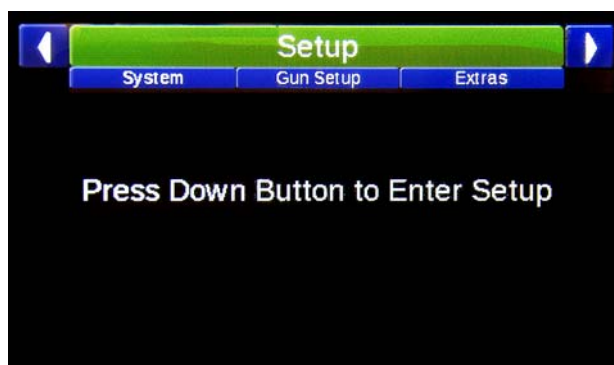 Setup
System Gun Setup Extras
Press Down Button to Enter Setup